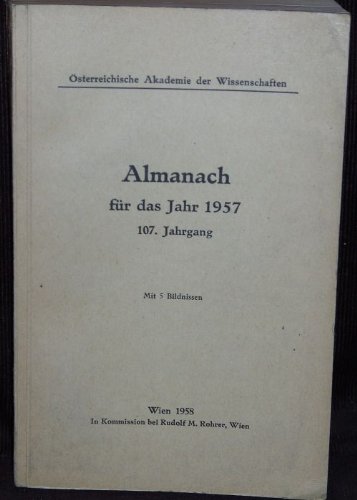 Österreichische Akademie der Wissenschaften
Almanach
für das Jahr 1957
107. Jahrgang
Mit 5 Bildnissen
Wien 1958
In Kommission bei Rudolf M. Rohrer, Wien